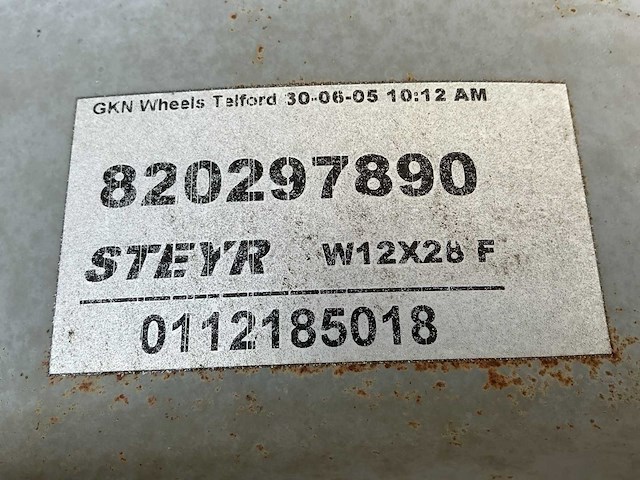 GKN Wheels Telford 30-06-05 10:12 AM
820297890
STEYR W12X28 F
0112185018